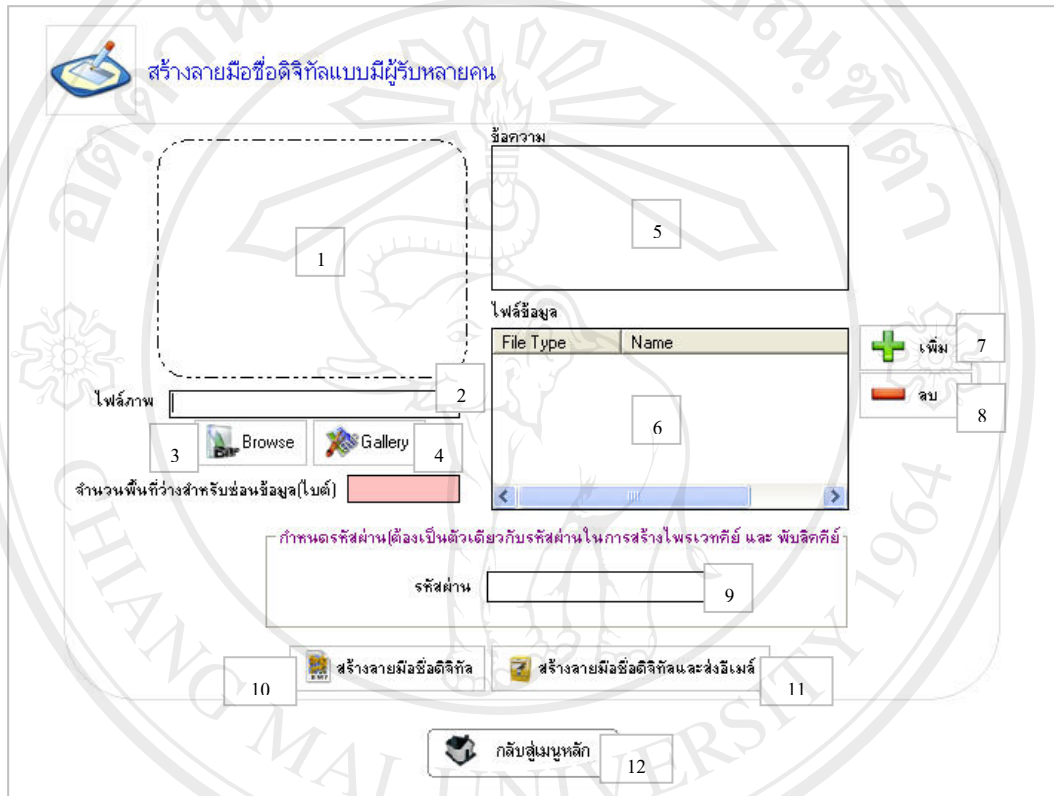 สร้างลายมือชื่อดิจิทัลแบบมีผู้รับหลายคน
ข้อความ
1
5
ไฟล์ข้อมูล
File Type Name
เพิ่ม 7
ลบ 8
ไฟล์ภาพ 2
3 Browse Gallery 4
6
จำนวนพื้นที่ว่างสำหรับซ่อนข้อมูล(ไบต์)
กำหนดรหัสผ่าน(ต้องเป็นตัวเดียวกับรหัสผ่านในการสร้างไพรเวทคีย์ และ พับลิคคีย์
รหัสผ่าน 9
10 สร้างลายมือชื่อดิจิทัล สร้างลายมือชื่อดิจิทัลและส่งอีเมล์ 11
กลับสู่เมนูหลัก 12
CHIANG MAI UNIVERSITY 1964